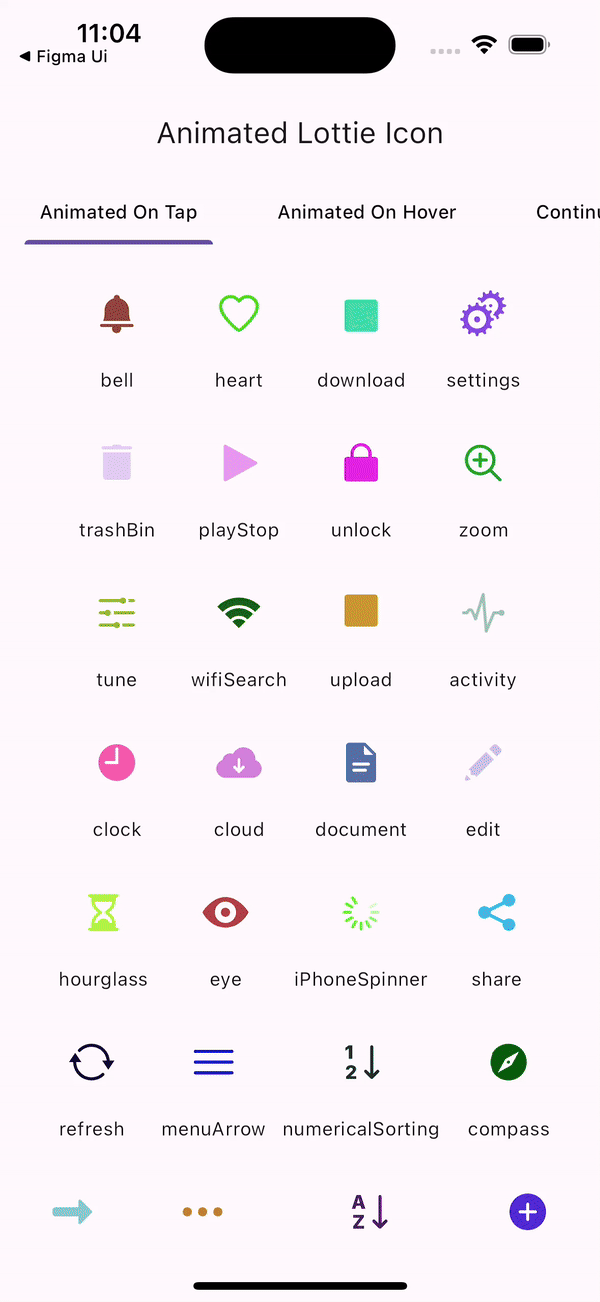 11:04
◀ Figma Ui
Animated Lottie Icon
Animated On Tap Animated On Hover Continu
bell heart download settings
trashBin playStop unlock zoom
tune wifiSearch upload activity
clock cloud document edit
hourglass eye iPhoneSpinner share
1
2
refresh menuArrow numericalSorting compass
A
Z